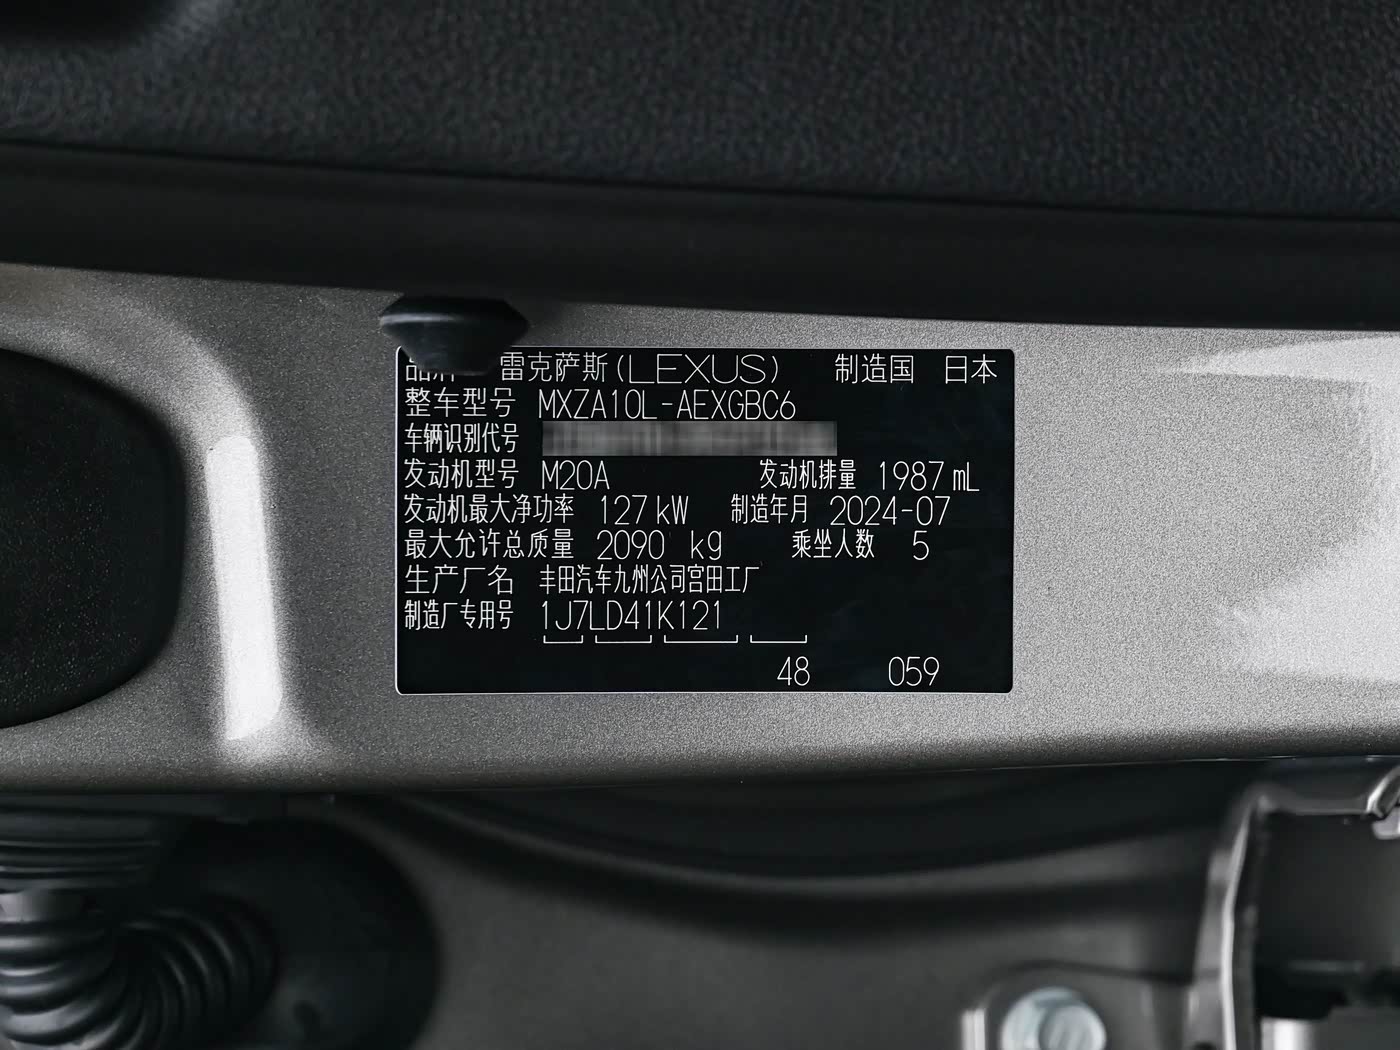 品牌 雷克萨斯(LEXUS) 制造国 日本
整车型号 MXZA10L-AEXGBC6
车辆识别代号
发动机型号 M20A 发动机排量 1987 mL
发动机最大净功率 127 kW 制造年月 2024-07
最大允许总质量 2090 kg 乘坐人数 5
生产厂名 丰田汽车九州公司宫田工厂
制造厂专用号 1J7LD41K121
48 059